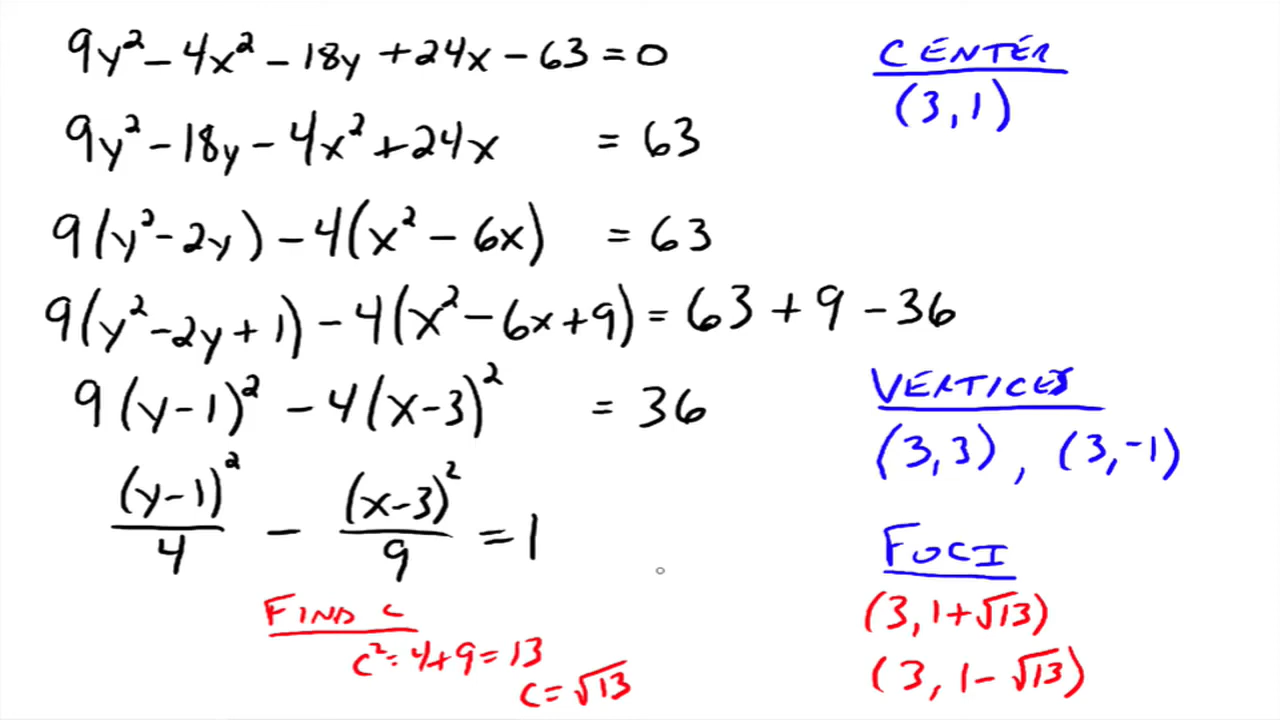 9y² - 4x² - 18y + 24x - 63 = 0
9y² - 18y - 4x² + 24x = 63
9(y² - 2y) - 4(x² - 6x) = 63
9(y² - 2y + 1) - 4(x² - 6x + 9) = 63 + 9 - 36
9(y - 1)² - 4(x - 3)² = 36
(y-1)²/4 - (x-3)²/9 = 1
FIND C
c² = 4+9 = 13
c = √13
CENTER
(3, 1)
VERTICES
(3, 3), (3, -1)
FOCI
(3, 1+√13)
(3, 1-√13)